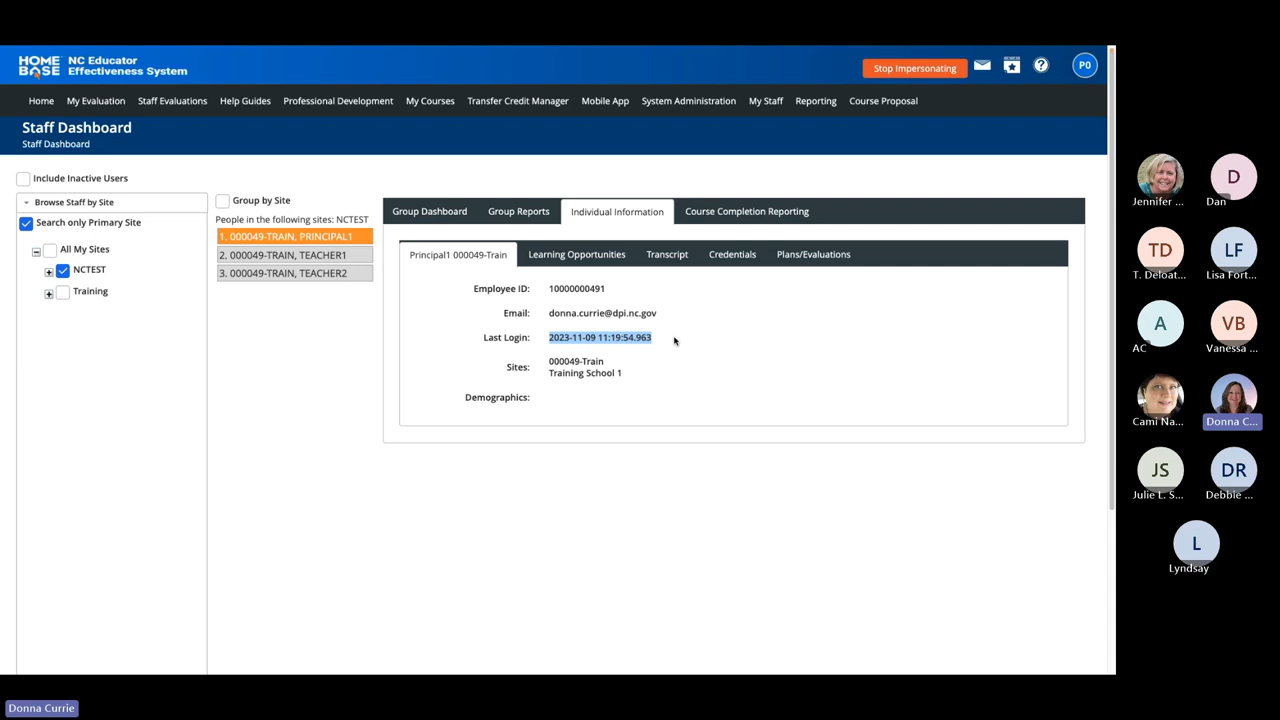 HOME
BASE
NC Educator
Effectiveness System
Stop Impersonating
P0
Home My Evaluation Staff Evaluations Help Guides Professional Development My Courses Transfer Credit Manager Mobile App System Administration My Staff Reporting Course Proposal
Staff Dashboard
Staff Dashboard
Include Inactive Users
Browse Staff by Site
Search only Primary Site
All My Sites
NCTEST
Training
Group by Site
People in the following sites: NCTEST
1. 000049-TRAIN, PRINCIPAL1
2. 000049-TRAIN, TEACHER1
3. 000049-TRAIN, TEACHER2
Group Dashboard Group Reports Individual Information Course Completion Reporting
Principal1 000049-Train Learning Opportunities Transcript Credentials Plans/Evaluations
Employee ID: 10000000491
Email: donna.currie@dpi.nc.gov
Last Login: 2023-11-09 11:19:54.963
Sites: 000049-Train
Training School 1
Demographics:
D
Jennifer ... Dan
TD LF
T. Deloat... Lisa Fort...
A VB
AC Vanessa ...
Cami Na... Donna C...
JS DR
Julie L. S... Debbie ...
L
Lyndsay
Donna Currie